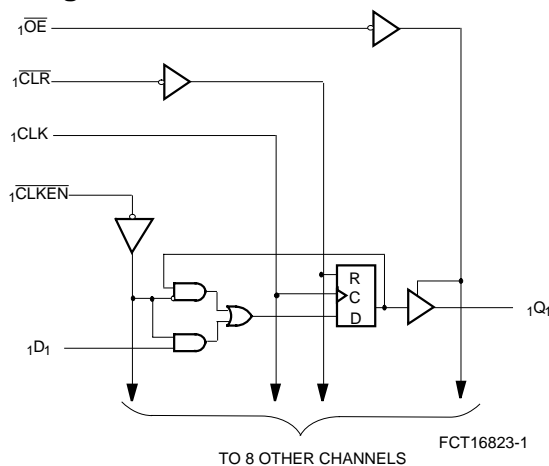 1OE
1CLR
1CLK
1CLKEN
R
C
D
1Q1
1D1
FCT16823-1
TO 8 OTHER CHANNELS